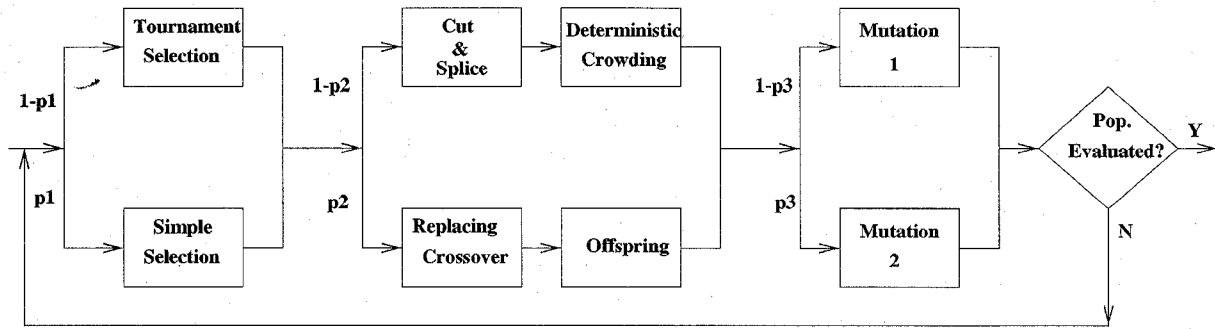 Tournament
Selection
1-p1
p1
Simple
Selection
Cut
&
Splice
Deterministic
Crowding
1-p2
p2
Replacing
Crossover
Offspring
Mutation
1
1-p3
p3
Mutation
2
Pop.
Evaluated?
Y
N